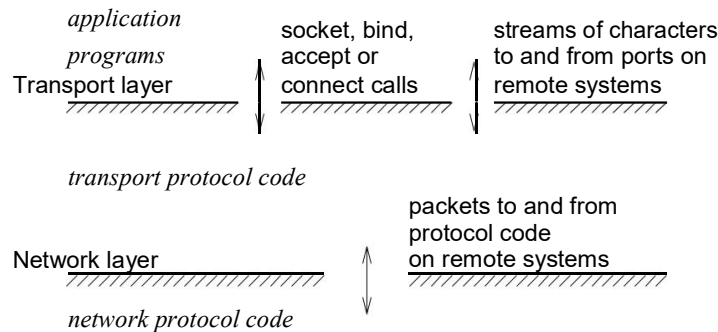 application
programs
Transport layer
socket, bind,
accept or
connect calls
streams of characters
to and from ports on
remote systems
transport protocol code
packets to and from
protocol code
on remote systems
Network layer
network protocol code